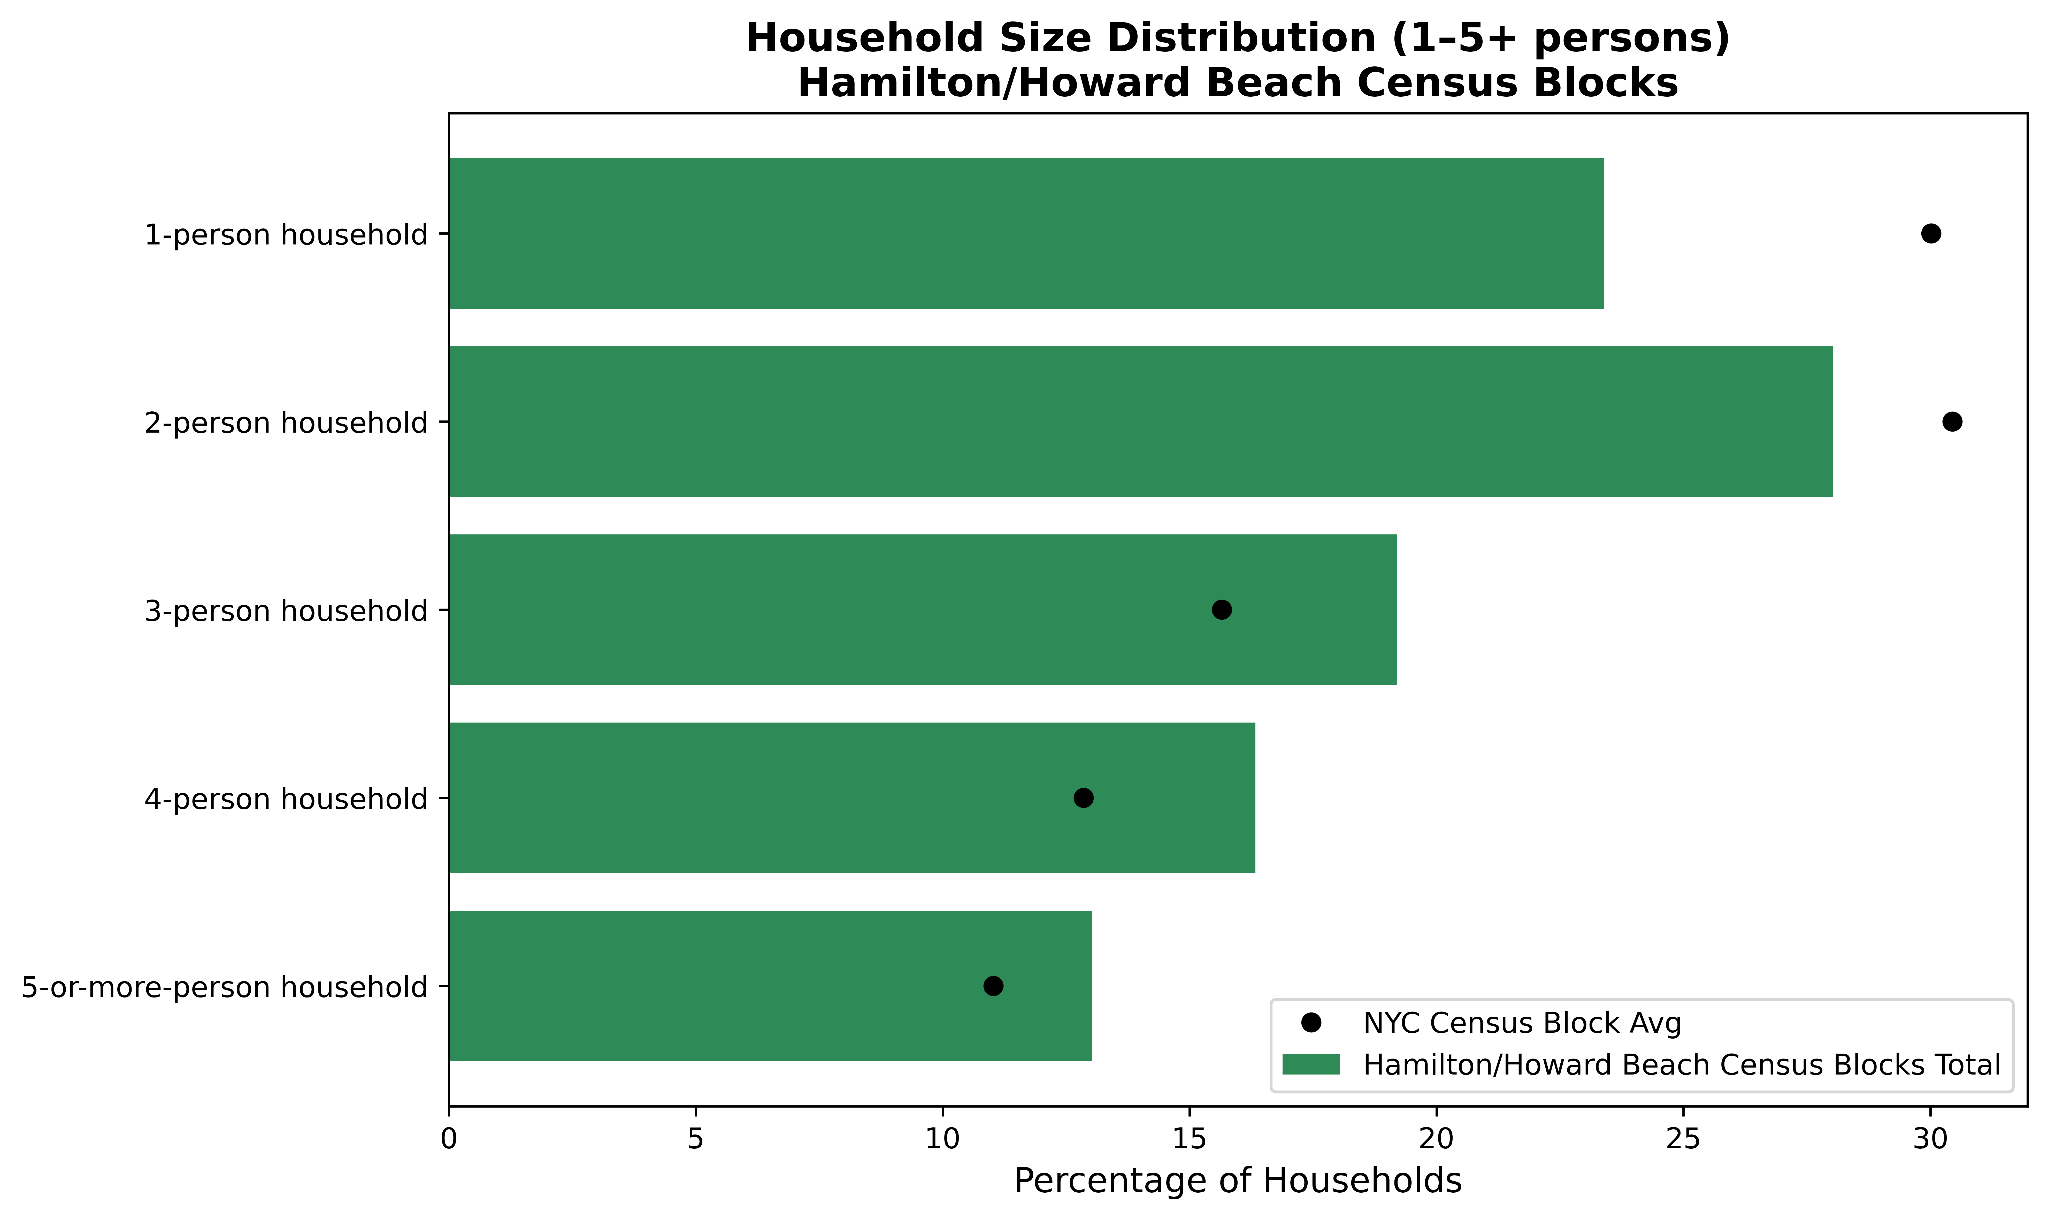 Household Size Distribution (1–5+ persons)
Hamilton/Howard Beach Census Blocks
1-person household
2-person household
3-person household
4-person household
5-or-more-person household
NYC Census Block Avg
Hamilton/Howard Beach Census Blocks Total
0 5 10 15 20 25 30
Percentage of Households